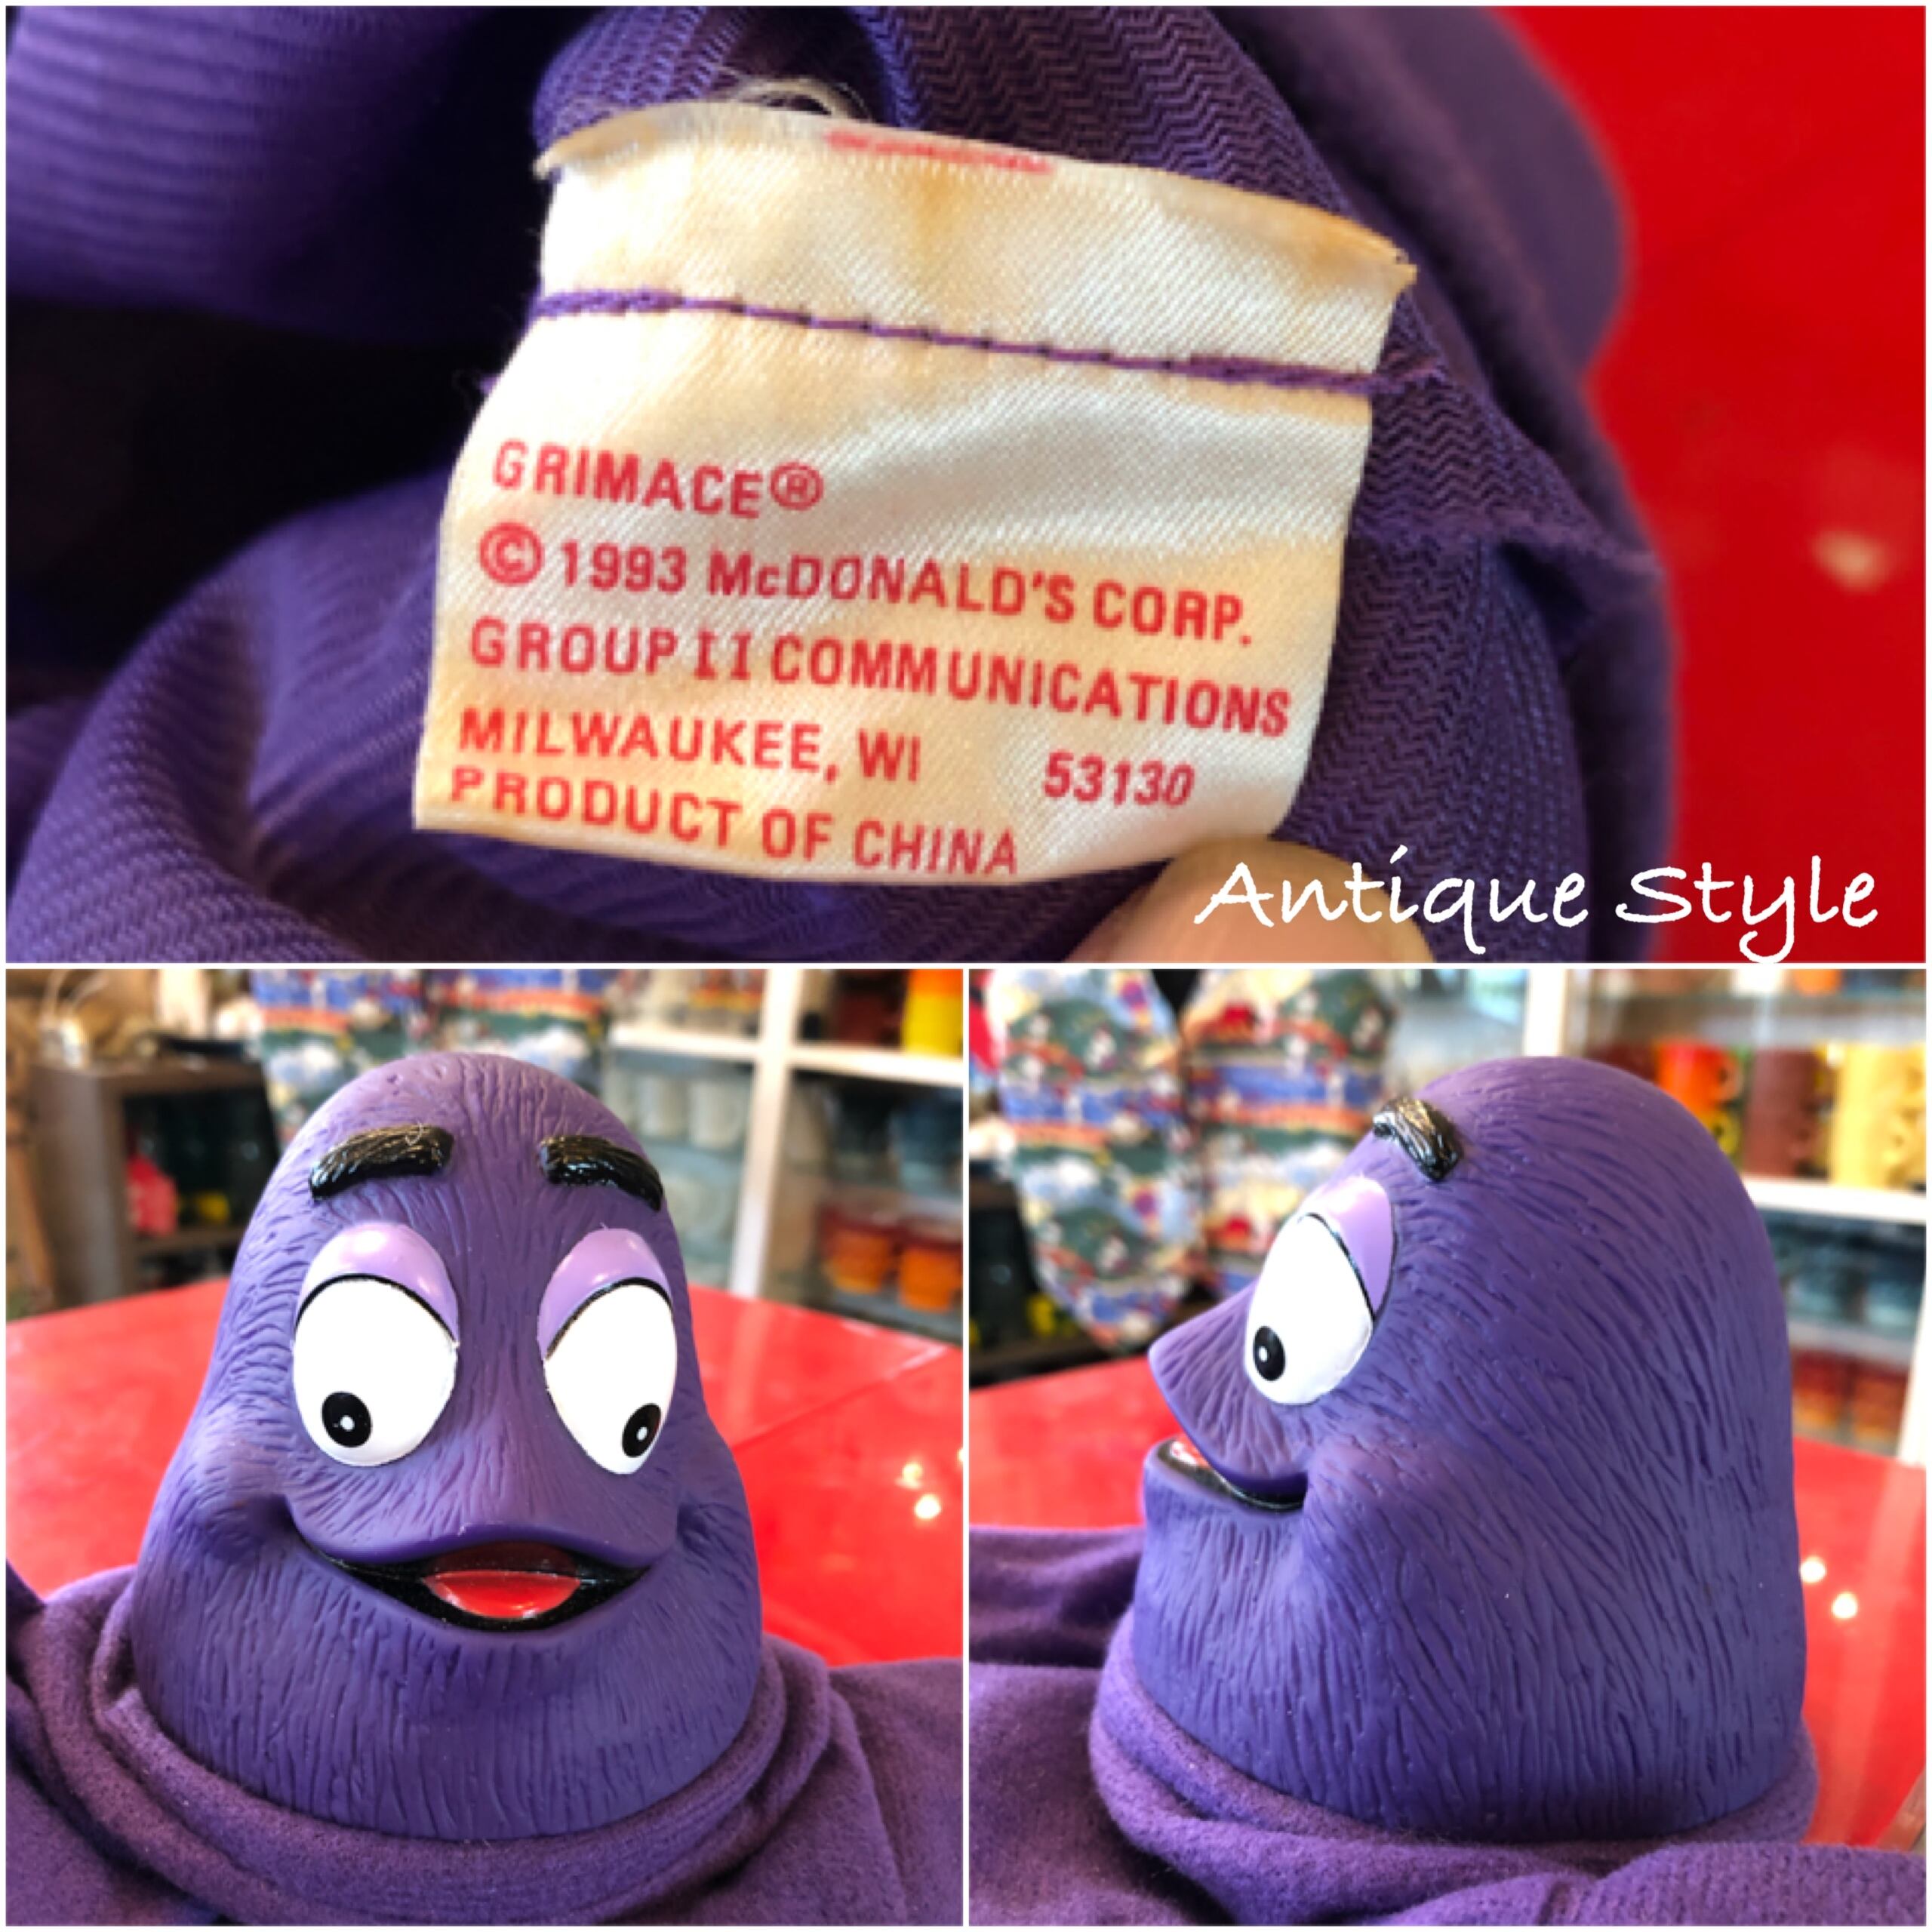 GRIMACE®
© 1993 McDONALD'S CORP.
GROUP II COMMUNICATIONS
MILWAUKEE, WI 53130
PRODUCT OF CHINA
Antique Style